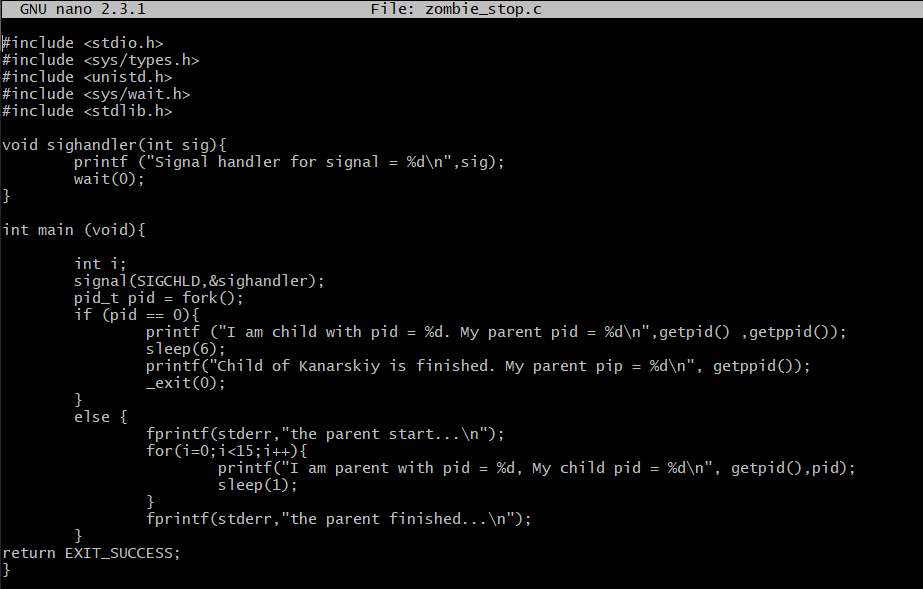 GNU nano 2.3.1 File: zombie_stop.c
#include <stdio.h>
#include <sys/types.h>
#include <unistd.h>
#include <sys/wait.h>
#include <stdlib.h>
void sighandler(int sig){
printf ("Signal handler for signal = %d\n",sig);
wait(0);
}
int main (void){
int i;
signal(SIGCHLD,&sighandler);
pid_t pid = fork();
if (pid == 0){
printf ("I am child with pid = %d. My parent pid = %d\n",getpid() ,getppid());
sleep(6);
printf("Child of Kanarskiy is finished. My parent pip = %d\n", getppid());
_exit(0);
}
else {
fprintf(stderr,"the parent start...\n");
for(i=0;i<15;i++){
printf("I am parent with pid = %d, My child pid = %d\n", getpid(),pid);
sleep(1);
}
fprintf(stderr,"the parent finished...\n");
}
return EXIT_SUCCESS;
}